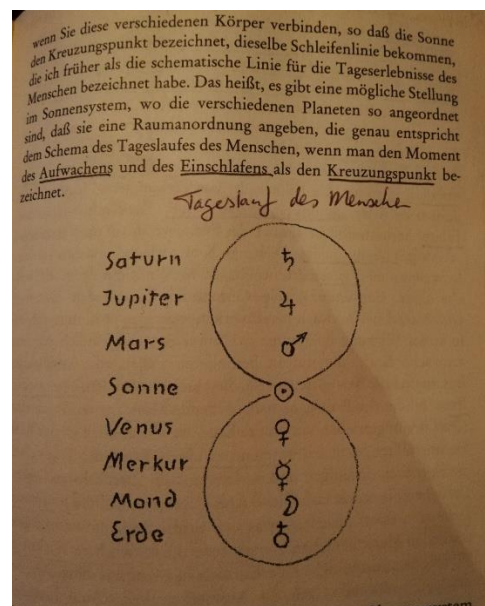 wenn Sie diese verschiedenen Körper verbinden, so daß die Sonne
den Kreuzungspunkt bezeichnet, dieselbe Schleifenlinie bekommen,
die ich früher als die schematische Linie für die Tageserlebnisse des
Menschen bezeichnet habe. Das heißt, es gibt eine mögliche Stellung
im Sonnensystem, wo die verschiedenen Planeten so angeordnet
sind, daß sie eine Raumanordnung angeben, die genau entspricht
dem Schema des Tageslaufes des Menschen, wenn man den Moment
des Aufwachens und des Einschlafens als den Kreuzungspunkt be-
zeichnet.
Tageslauf des Menschen
Saturn ♄
Jupiter ♃
Mars ♂
Sonne ☉
Venus ♀
Merkur ☿
Mond ☽
Erde ♁